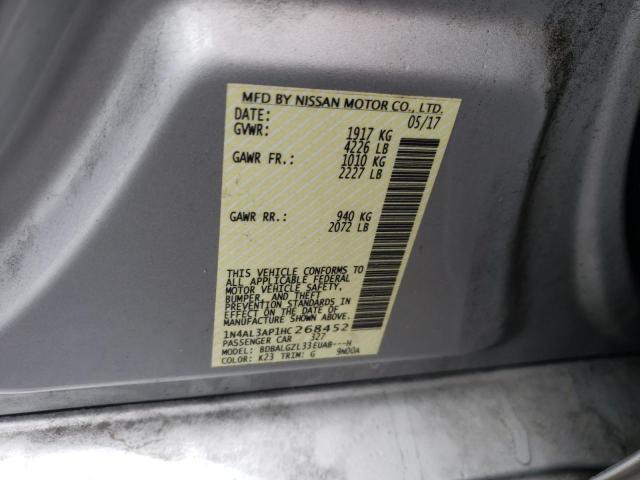 MFD BY NISSAN MOTOR CO., LTD.
DATE: 05/17
GVWR: 1917 KG
4226 LB
GAWR FR.: 1010 KG
2227 LB
GAWR RR.: 940 KG
2072 LB
THIS VEHICLE CONFORMS TO
ALL APPLICABLE FEDERAL
MOTOR VEHICLE SAFETY,
BUMPER, AND THEFT
PREVENTION STANDARDS IN
EFFECT ON THE DATE OF
MANUFACTURE SHOWN ABOVE.
1N4AL3AP1HC268452
PASSENGER CAR 327
MODEL: BDBALGZL33EUAB---H
COLOR: K23 TRIM: G 9N00A